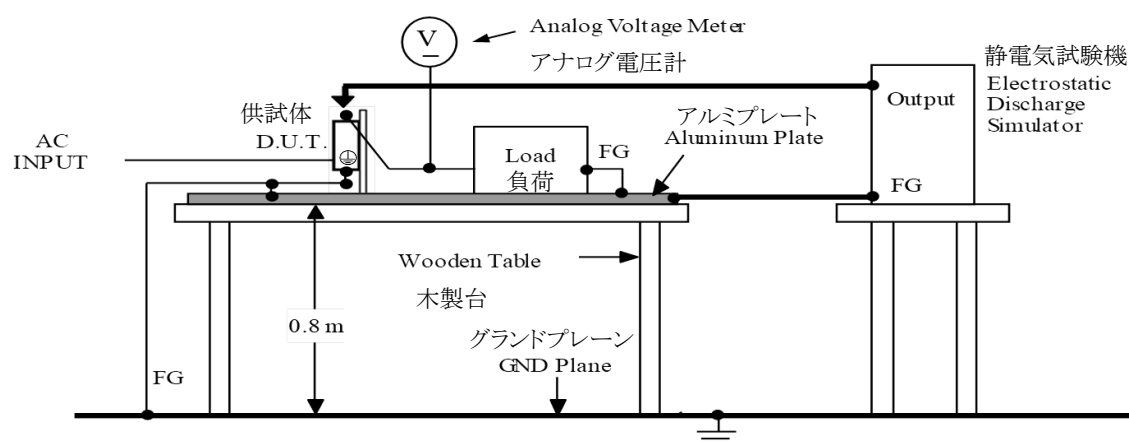 Analog Voltage Meter
アナログ電圧計
V
静電気試験機
Electrostatic
Discharge
Simulator
Output
供試体
D.U.T.
AC
INPUT
アルミプレート
Aluminum Plate
Load
負荷
FG
FG
Wooden Table
木製台
0.8 m
グランドプレーン
GND Plane
FG